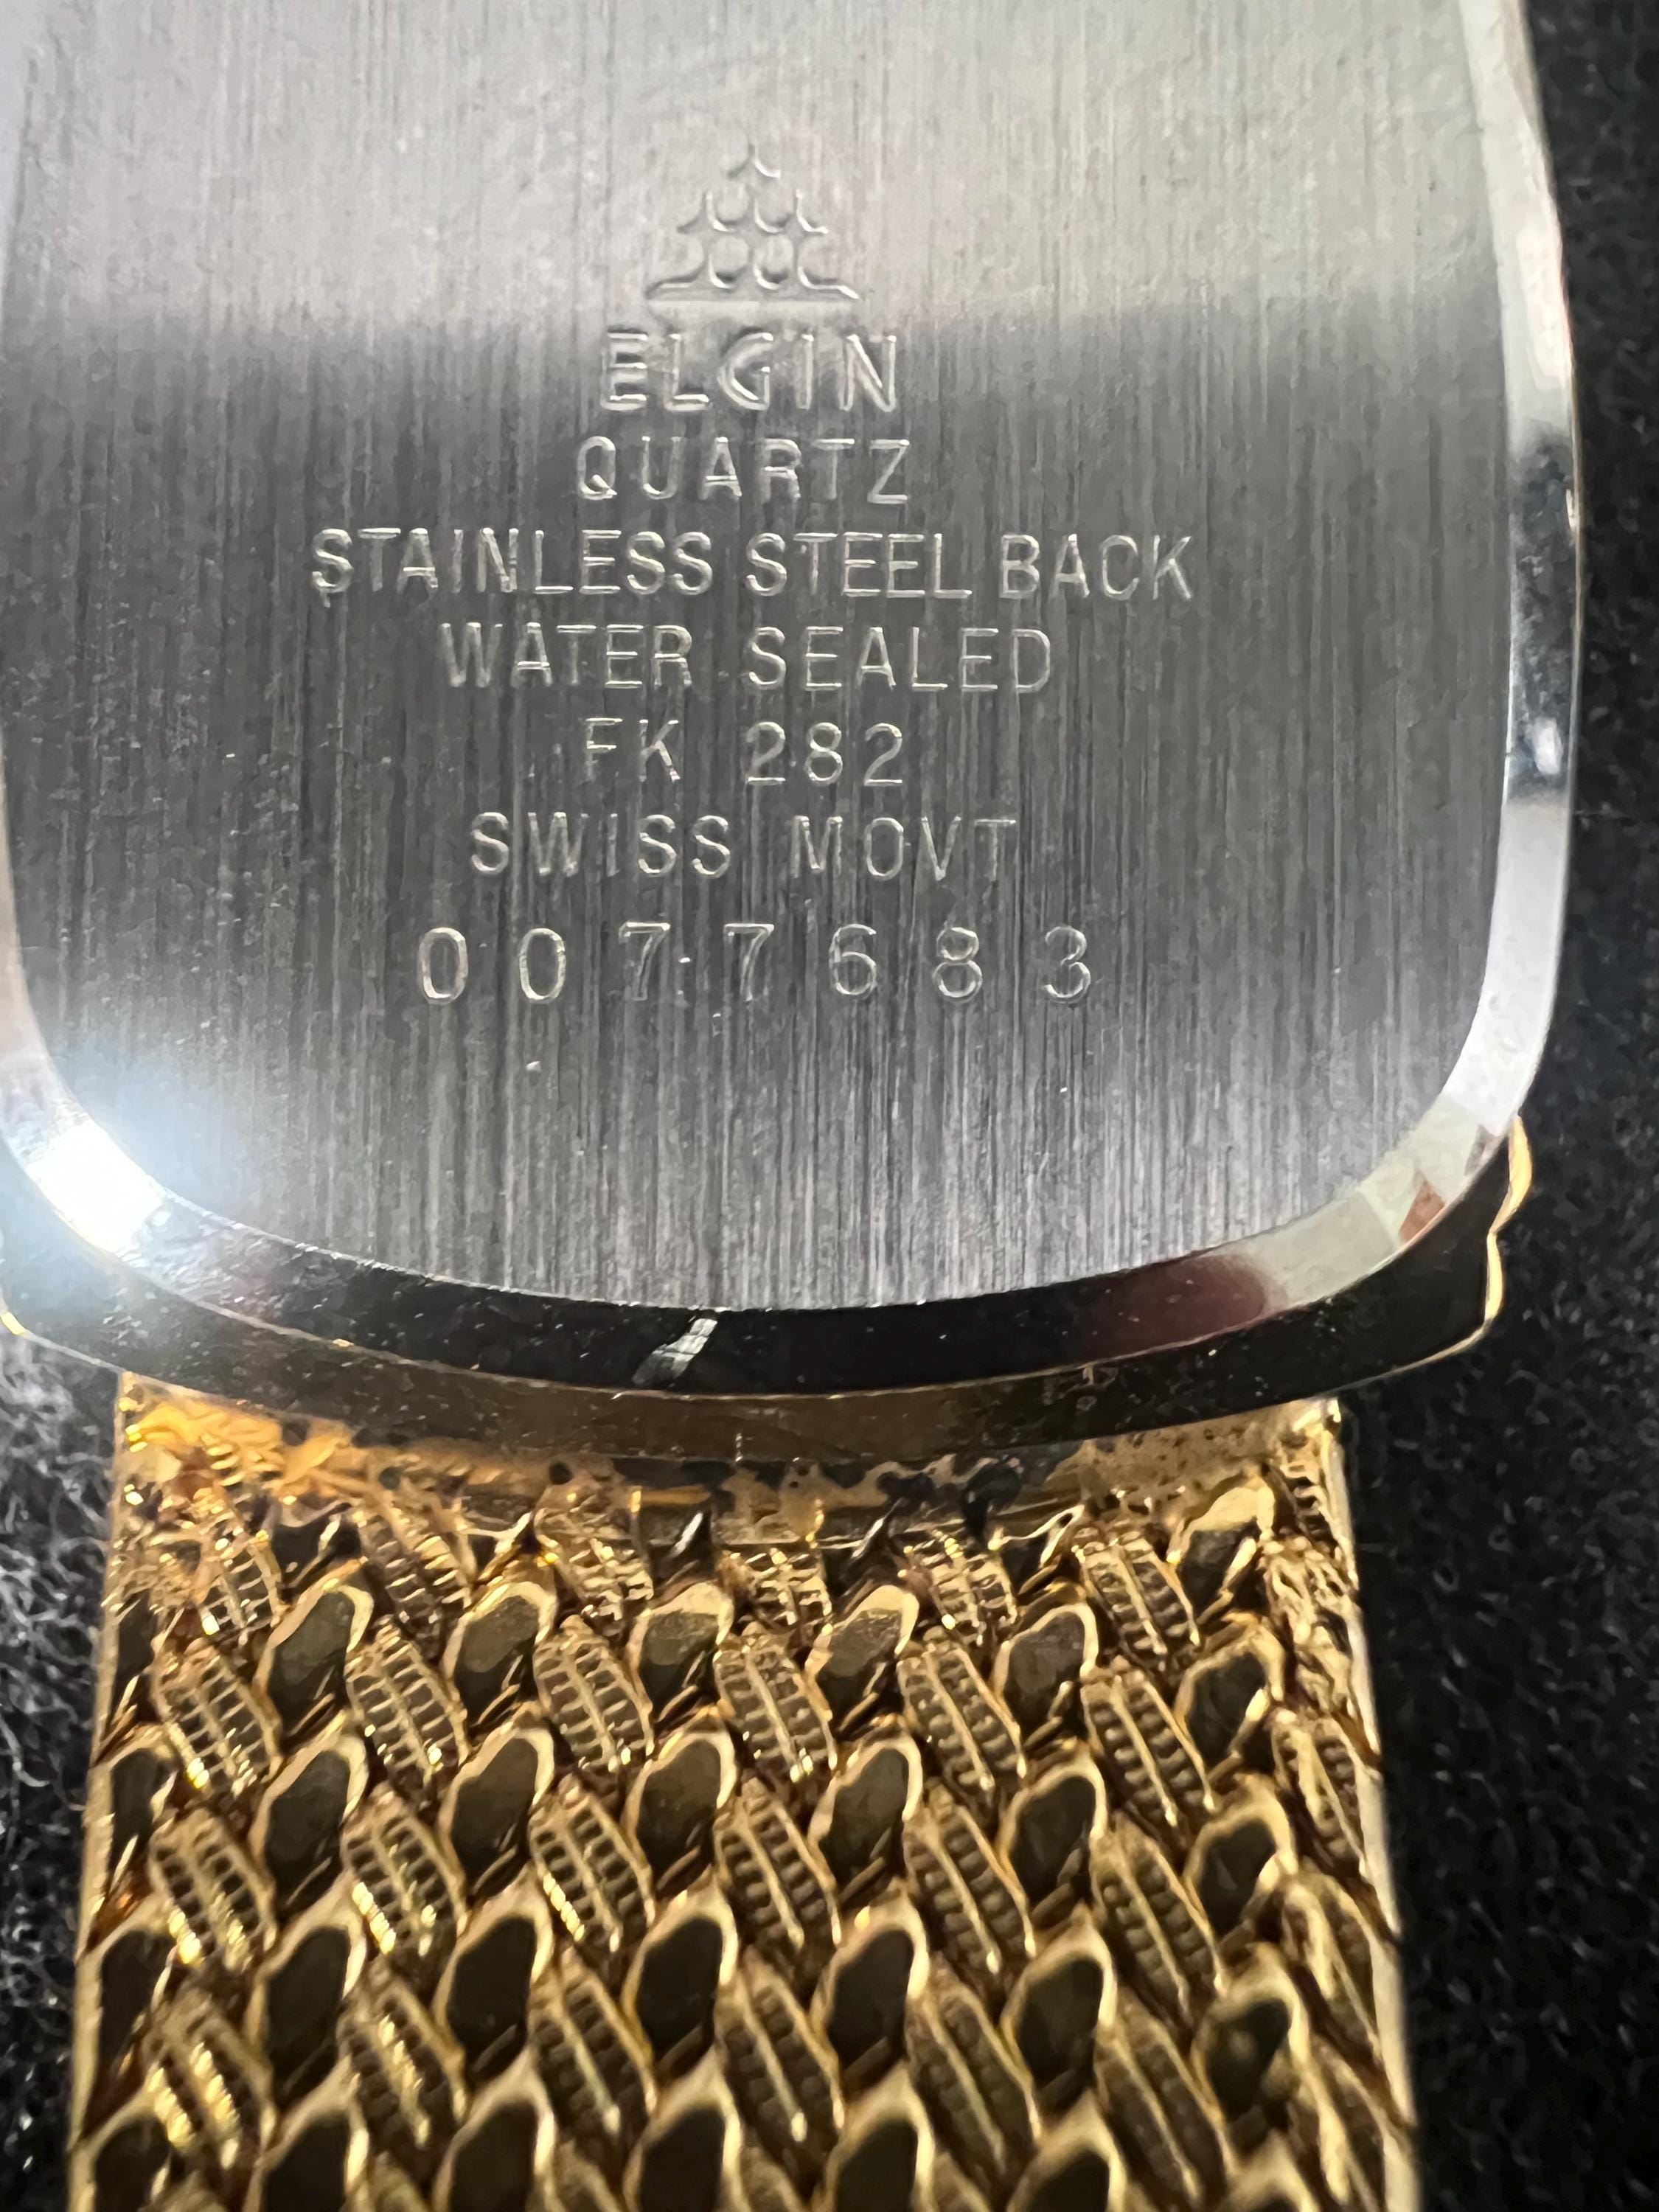 ELGIN
QUARTZ
STAINLESS STEEL BACK
WATER SEALED
FK 282
SWISS MOVT
0077683